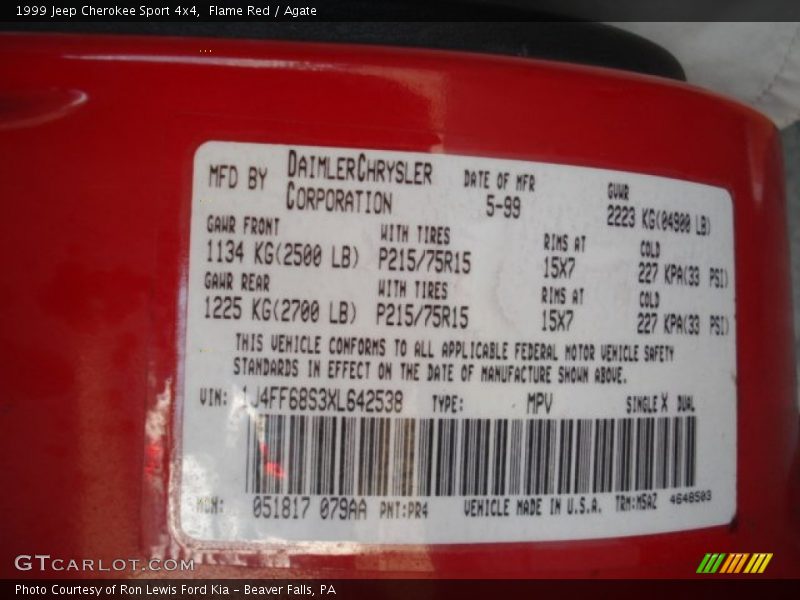 1999 Jeep Cherokee Sport 4x4,  Flame Red / Agate
MFD BY DAIMLERCHRYSLER CORPORATION
DATE OF MFR 5-99
GVWR 2223 KG(04900 LB)
GAWR FRONT WITH TIRES RIMS AT COLD
1134 KG(2500 LB) P215/75R15 15X7 227 KPA(33 PSI)
GAWR REAR WITH TIRES RIMS AT COLD
1225 KG(2700 LB) P215/75R15 15X7 227 KPA(33 PSI)
THIS VEHICLE CONFORMS TO ALL APPLICABLE FEDERAL MOTOR VEHICLE SAFETY
STANDARDS IN EFFECT ON THE DATE OF MANUFACTURE SHOWN ABOVE.
VIN: 1J4FF68S3XL642538 TYPE: MPV SINGLE X DUAL
MDH: 051817 079AA PNT:PR4 VEHICLE MADE IN U.S.A. TRM:M5AZ 4648503
GTCARLOT.COM
Photo Courtesy of Ron Lewis Ford Kia - Beaver Falls, PA